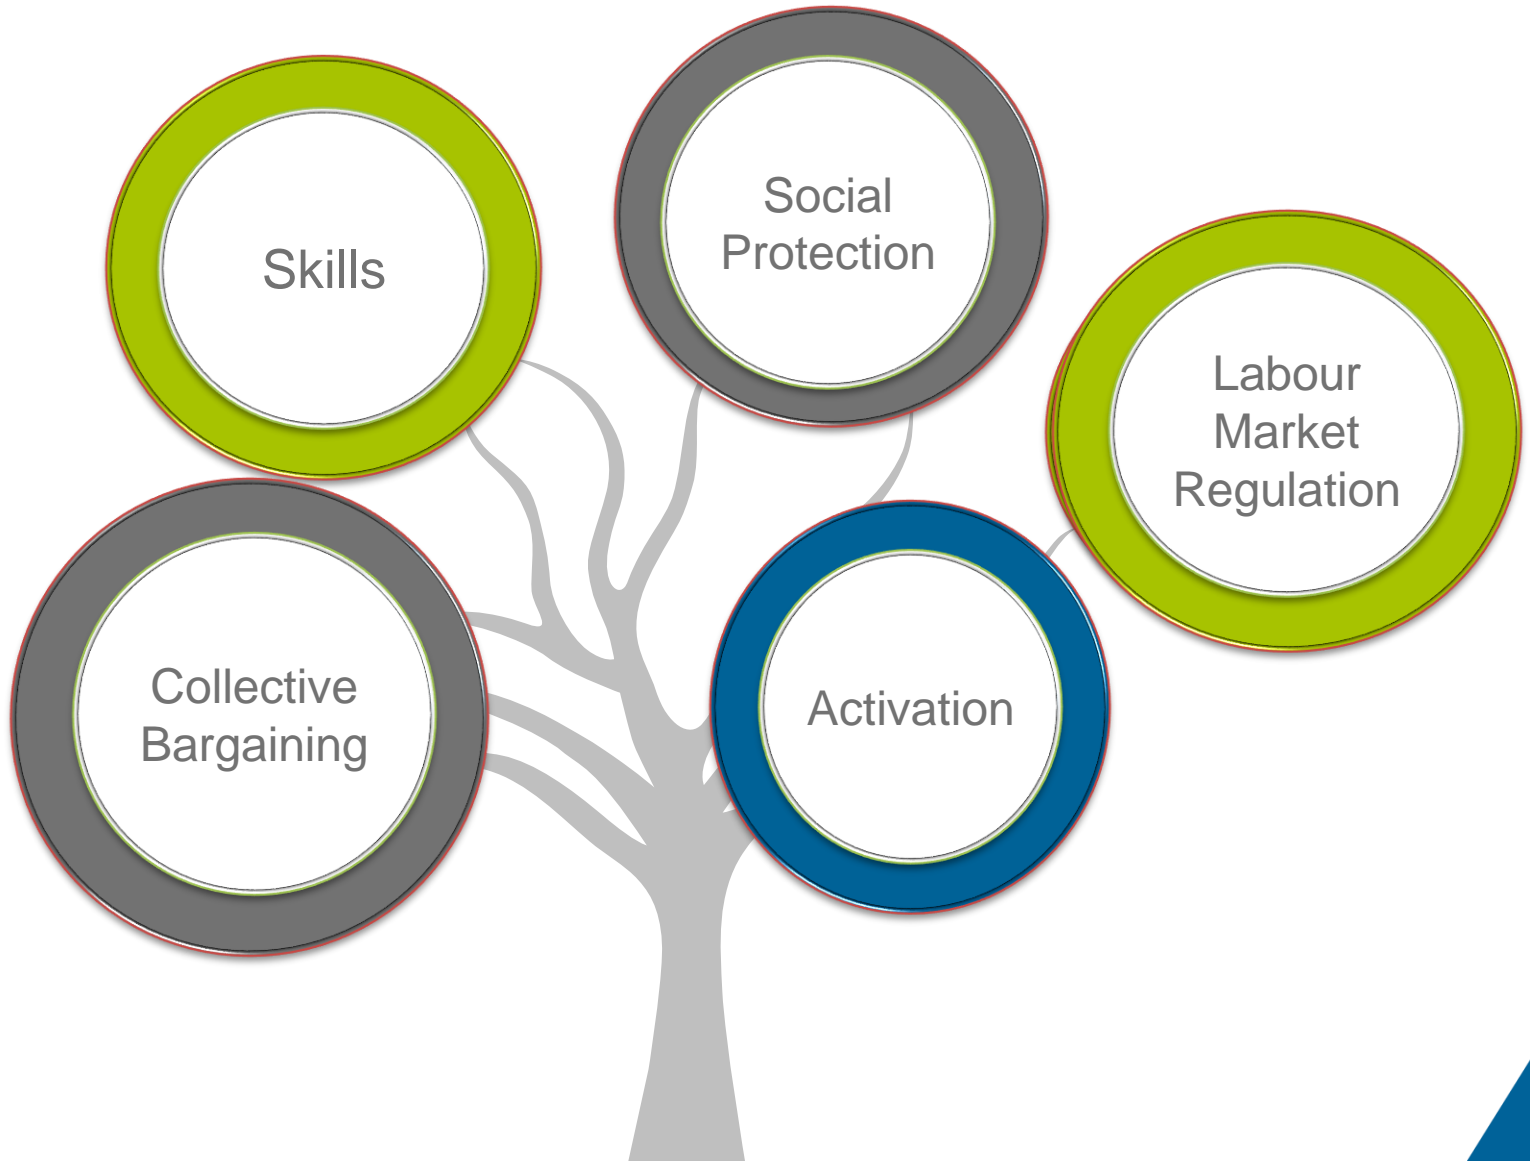 Skills
Social
Protection
Labour
Market
Regulation
Collective
Bargaining
Activation